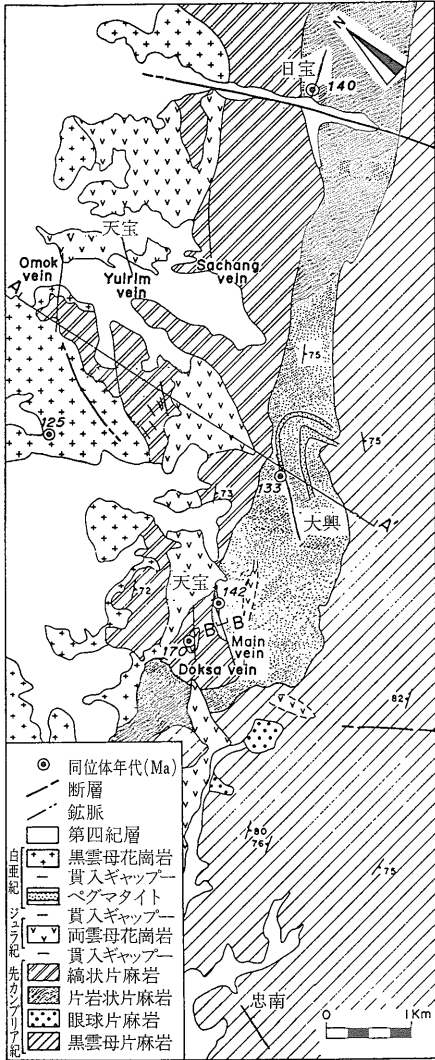 N
日宝
140
天宝
Omok
vein
Yulrim
vein
Sachang
vein
A
75
125
75
133
大興
A'
73
天宝
72
142
B-B'
170
Main
vein
Doksa vein
82
80
76
75
忠南
0 1Km
同位体年代(Ma)
断層
鉱脈
第四紀層
白亜紀
黒雲母花崗岩
貫入ギャップー
ペグマタイト
貫入ギャップー
ジュラ紀
両雲母花崗岩
貫入ギャップー
先カンブリア紀
縞状片麻岩
片岩状片麻岩
眼球片麻岩
黒雲母片麻岩